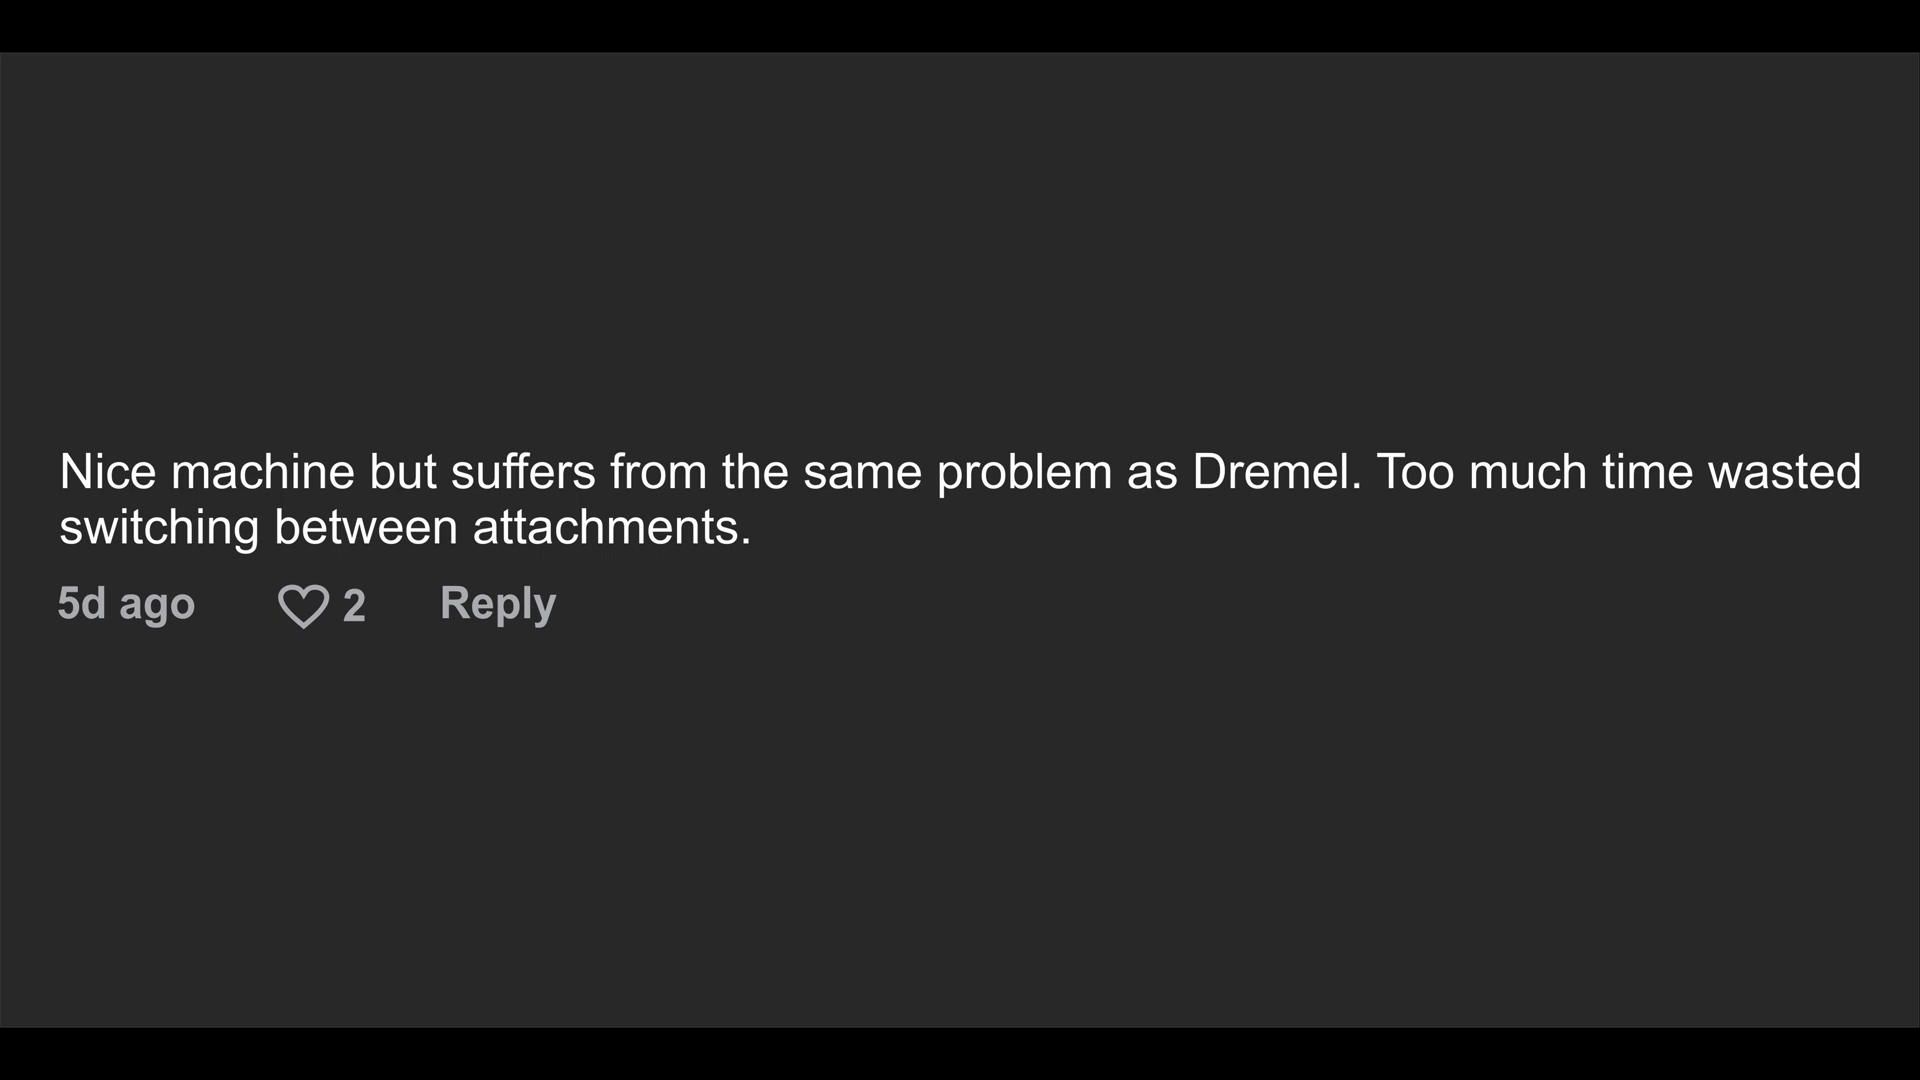 Nice machine but suffers from the same problem as Dremel. Too much time wasted
switching between attachments.
5d ago 2 Reply